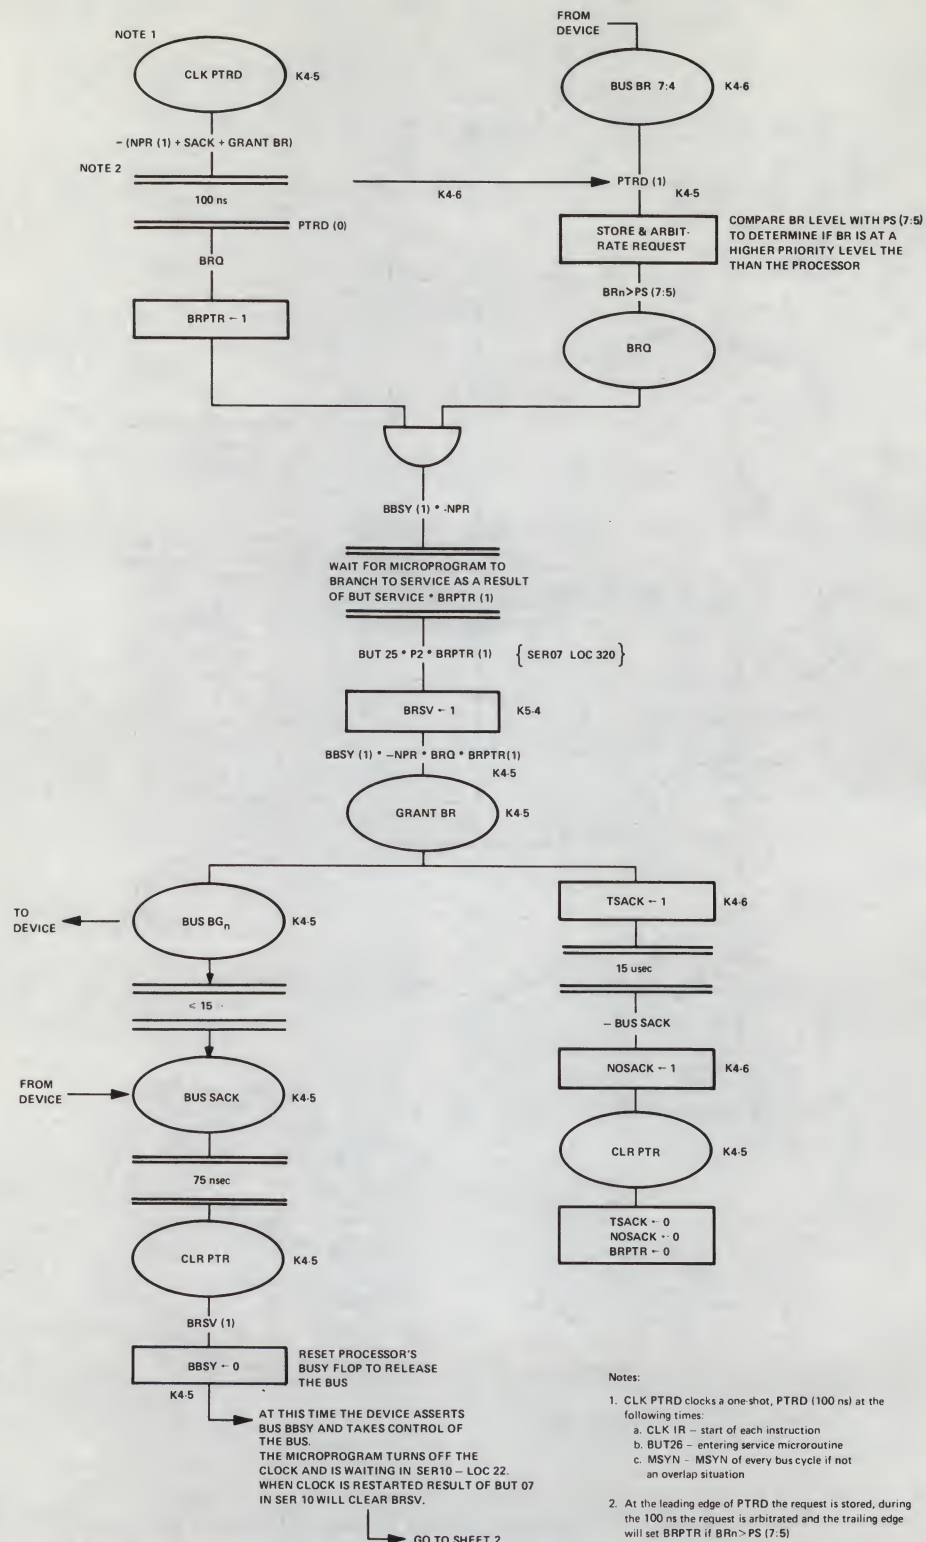 NOTE 1
CLK PTRD
K4-5
FROM
DEVICE
BUS BR 7:4
K4-6
– (NPR (1) + SACK + GRANT BR)
NOTE 2
100 ns
PTRD (0)
K4-6
PTRD (1)
K4-5
STORE & ARBIT-
RATE REQUEST
COMPARE BR LEVEL WITH PS (7:5)
TO DETERMINE IF BR IS AT A
HIGHER PRIORITY LEVEL THE
THAN THE PROCESSOR
BRQ
BRPTR ← 1
BRn>PS (7:5)
BRQ
BBSY (1) * -NPR
WAIT FOR MICROPROGRAM TO
BRANCH TO SERVICE AS A RESULT
OF BUT SERVICE * BRPTR (1)
BUT 25 * P2 * BRPTR (1) { SER07 LOC 320 }
BRSV ← 1
K5-4
BBSY (1) * –NPR * BRQ * BRPTR(1)
K4-5
GRANT BR
K4-5
TO
DEVICE
BUS BGn
K4-5
< 15
FROM
DEVICE
BUS SACK
K4-5
75 nsec
CLR PTR
K4-5
BRSV (1)
BBSY ← 0
K4-5
RESET PROCESSOR'S
BUSY FLOP TO RELEASE
THE BUS
AT THIS TIME THE DEVICE ASSERTS
BUS BBSY AND TAKES CONTROL OF
THE BUS.
THE MICROPROGRAM TURNS OFF THE
CLOCK AND IS WAITING IN SER10 – LOC 22.
WHEN CLOCK IS RESTARTED RESULT OF BUT 07
IN SER 10 WILL CLEAR BRSV.
GO TO SHEET 2
TSACK ← 1
K4-6
15 usec
– BUS SACK
NOSACK ← 1
K4-6
CLR PTR
K4-5
TSACK ← 0
NOSACK ← 0
BRPTR ← 0
Notes:
1. CLK PTRD clocks a one-shot, PTRD (100 ns) at the
following times:
a. CLK IR – start of each instruction
b. BUT26 – entering service microroutine
c. MSYN – MSYN of every bus cycle if not
an overlap situation
2. At the leading edge of PTRD the request is stored, during
the 100 ns the request is arbitrated and the trailing edge
will set BRPTR if BRn>PS (7:5)